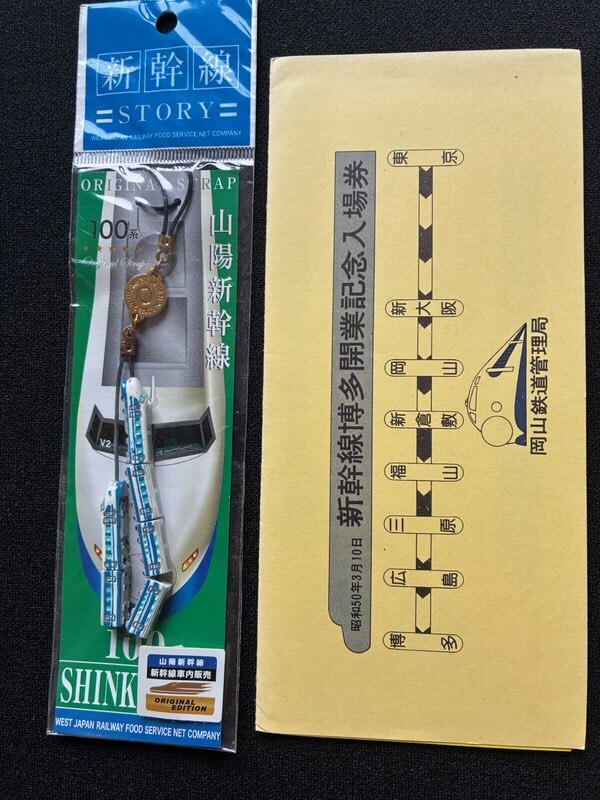 新幹線
STORY
WEST JAPAN RAILWAY FOOD SERVICE NET COMPANY
ORIGINAL STRAP
100系
Original Strap
山陽新幹線
V2
SHINK
山陽新幹線
新幹線車内販売
ORIGINAL
EDITION
WEST JAPAN RAILWAY FOOD SERVICE NET COMPANY
昭和50年3月10日 新幹線博多開業記念入場券
東京
新大阪
岡山
新倉敷
福山
三原
広島
博多
岡山鉄道管理局